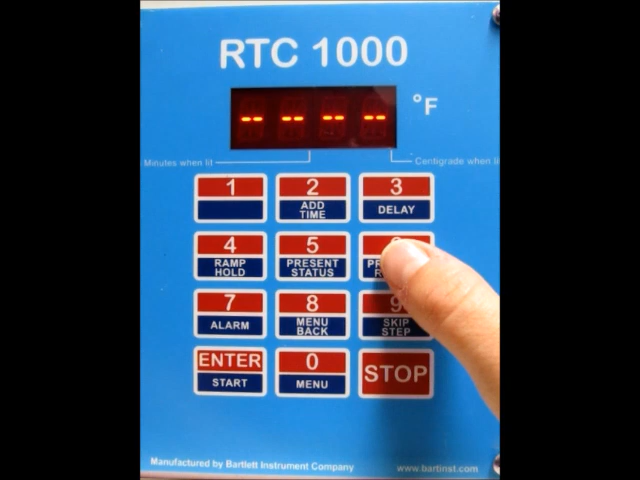 RTC 1000
-- -- -- --
°F
Minutes when lit
Centigrade when li
1
2
ADD
TIME
3
DELAY
4
RAMP
HOLD
5
PRESENT
STATUS
7
ALARM
8
MENU
BACK
9
SKIP
STEP
ENTER
START
0
MENU
STOP
Manufactured by Bartlett Instrument Company
www.bartinst.com